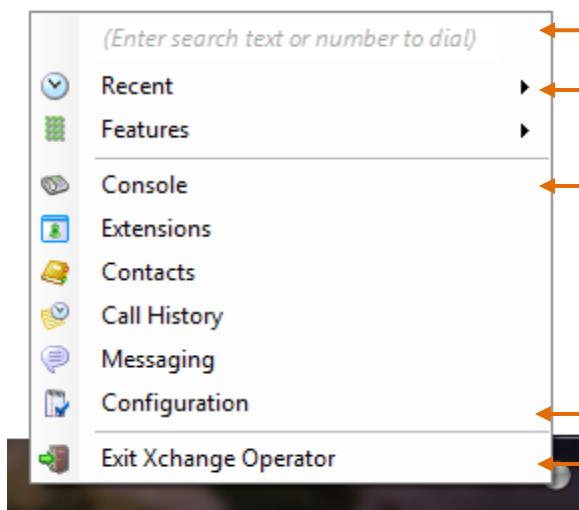 (Enter search text or number to dial)
Recent
Features
Console
Extensions
Contacts
Call History
Messaging
Configuration
Exit Xchange Operator